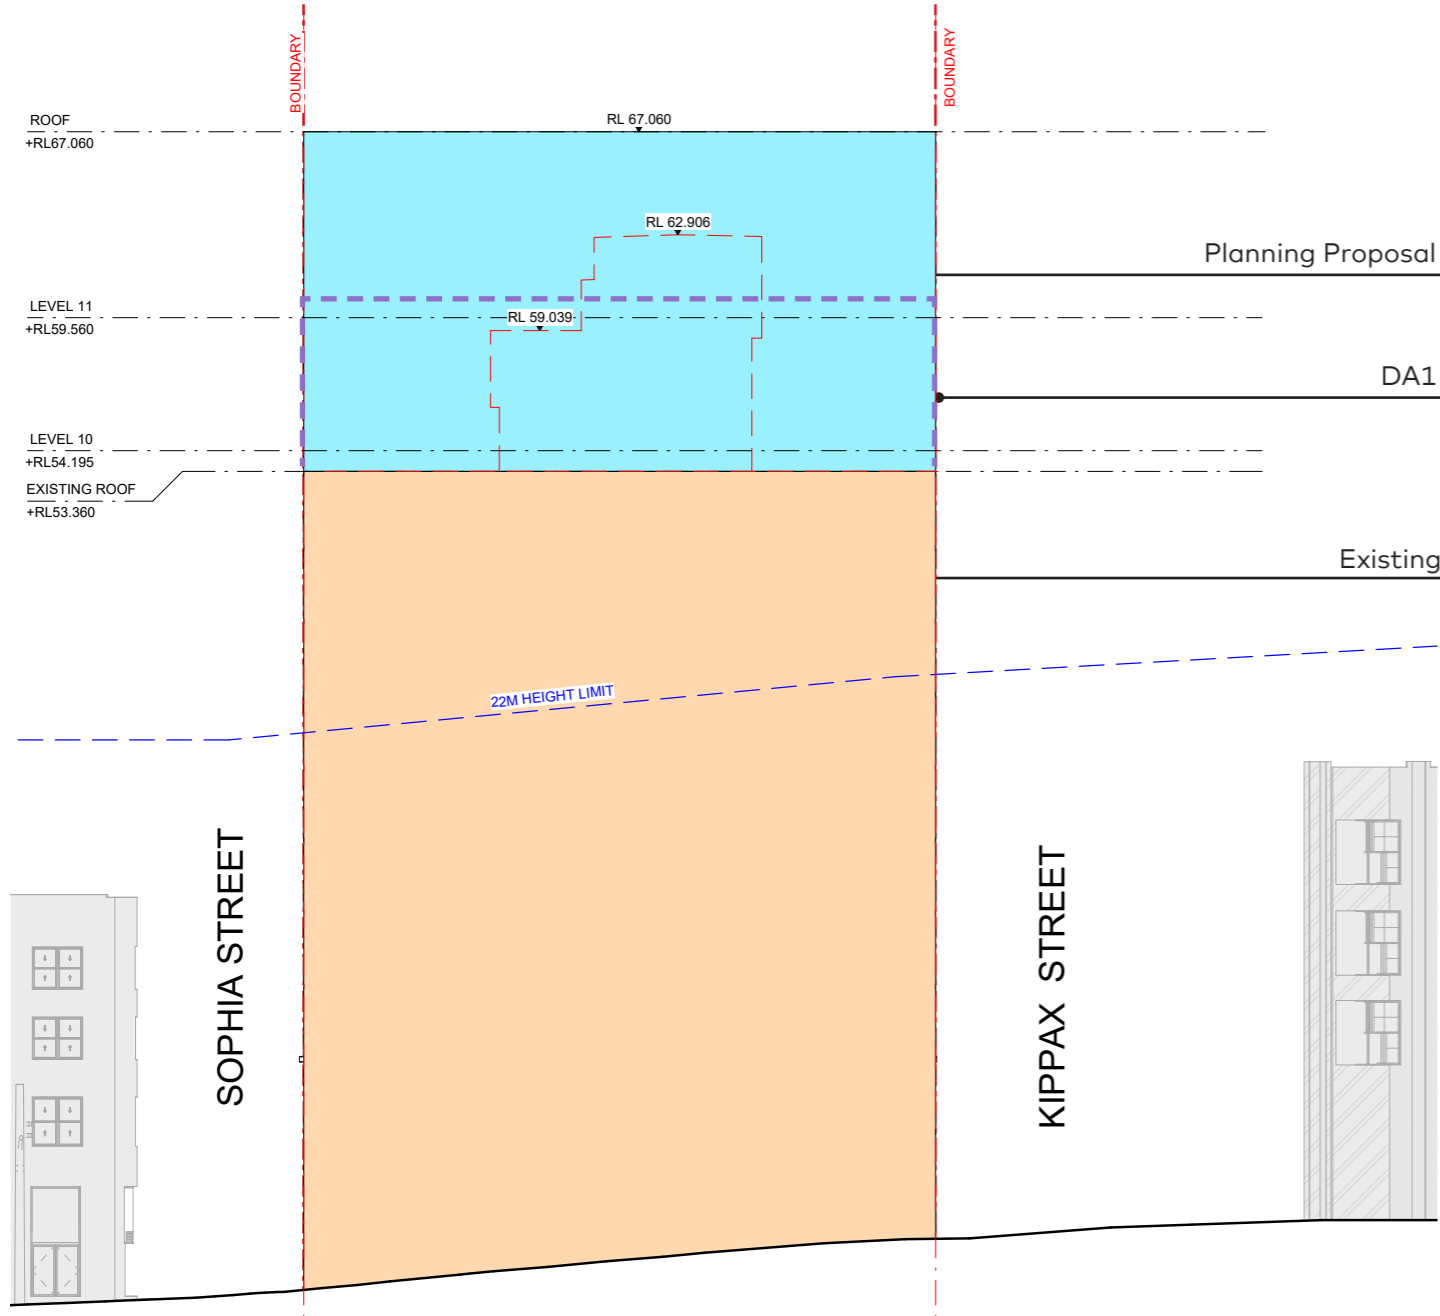 BOUNDARY
BOUNDARY
ROOF
+RL67.060
RL 67.060
RL 62.906
Planning Proposal
LEVEL 11
+RL59.560
RL 59.039
DA1
LEVEL 10
+RL54.195
EXISTING ROOF
+RL53.360
Existing
22M HEIGHT LIMIT
SOPHIA STREET
KIPPAX STREET